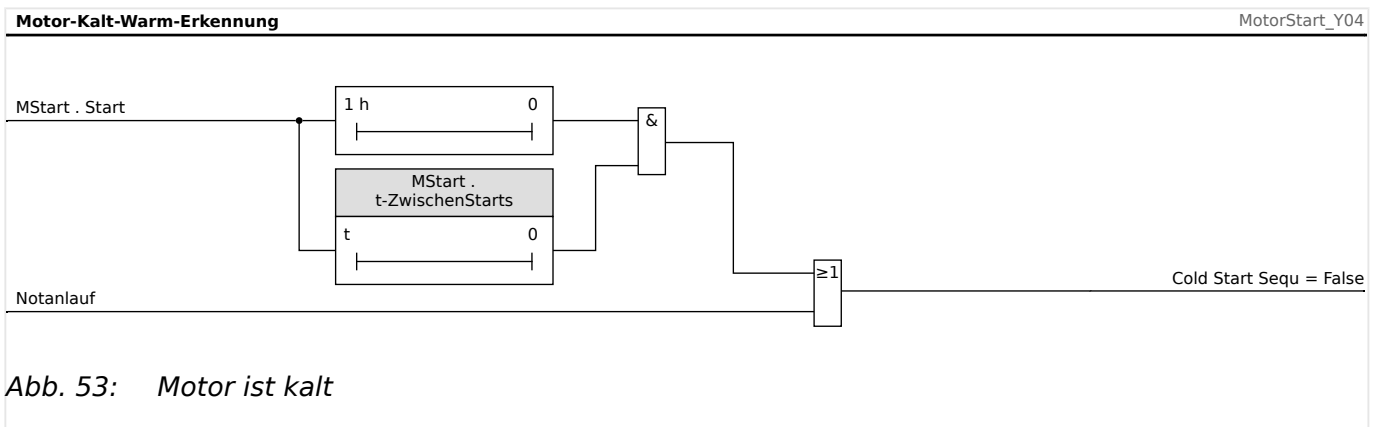 Motor-Kalt-Warm-Erkennung
MotorStart_Y04
MStart . Start
1 h 0
&
MStart .
t-ZwischenStarts
t 0
≥1
Cold Start Sequ = False
Notanlauf
Abb. 53: Motor ist kalt